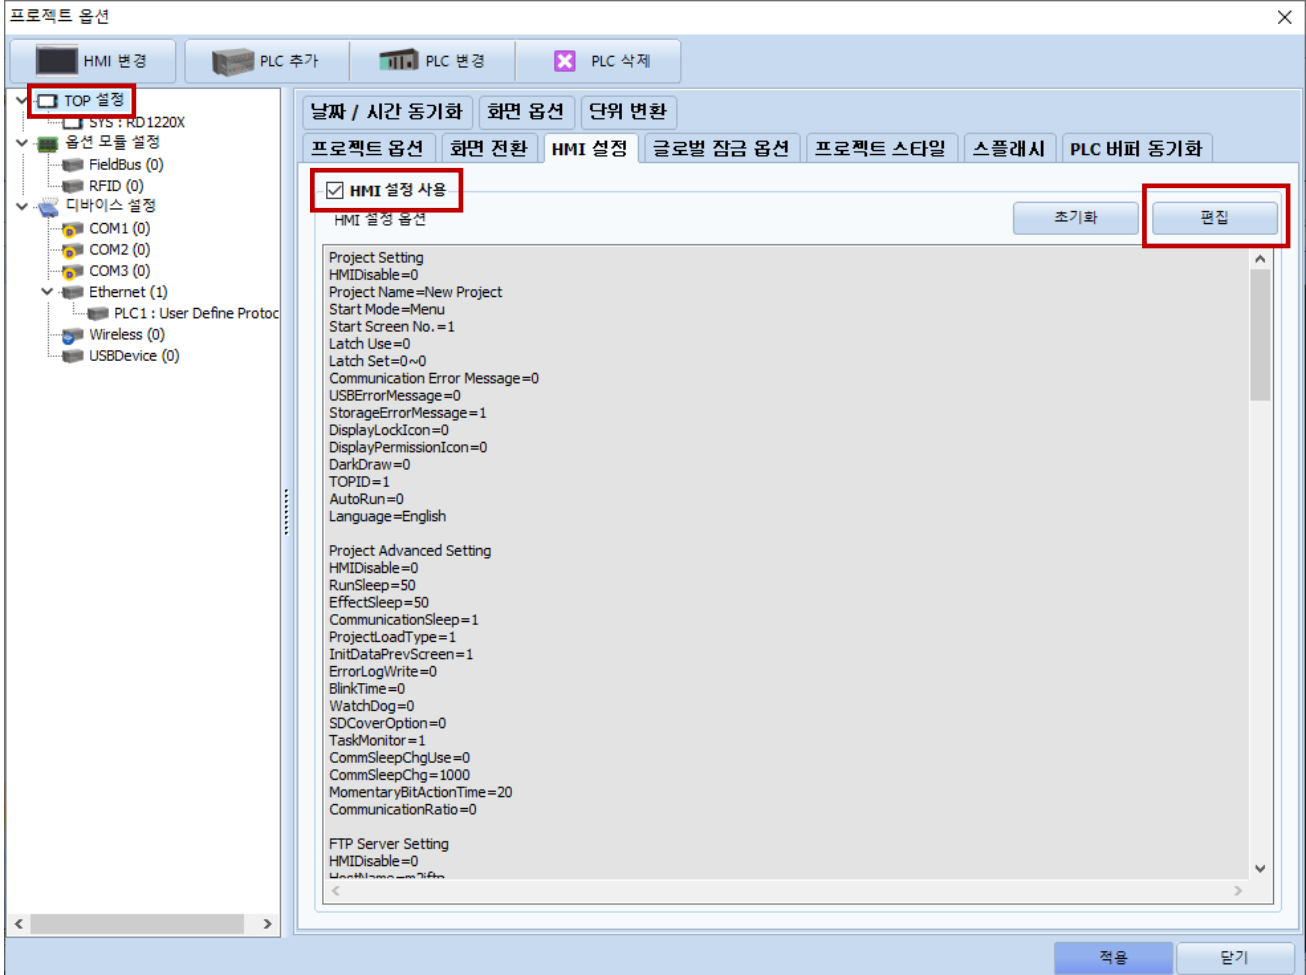 프로젝트 옵션
HMI 변경
PLC 추가
PLC 변경
PLC 삭제
TOP 설정
SYS : RD1220X
옵션 모듈 설정
FieldBus (0)
RFID (0)
디바이스 설정
COM1 (0)
COM2 (0)
COM3 (0)
Ethernet (1)
PLC1 : User Define Protoc
Wireless (0)
USBDevice (0)
날짜 / 시간 동기화
화면 옵션
단위 변환
프로젝트 옵션
화면 전환
HMI 설정
글로벌 잠금 옵션
프로젝트 스타일
스플래시
PLC 버퍼 동기화
HMI 설정 사용
HMI 설정 옵션
초기화
편집
Project Setting
HMIDisable=0
Project Name=New Project
Start Mode=Menu
Start Screen No.=1
Latch Use=0
Latch Set=0~0
Communication Error Message=0
USBErrorMessage=0
StorageErrorMessage=1
DisplayLockIcon=0
DisplayPermissionIcon=0
DarkDraw=0
TOPID=1
AutoRun=0
Language=English
Project Advanced Setting
HMIDisable=0
RunSleep=50
EffectSleep=50
CommunicationSleep=1
ProjectLoadType=1
InitDataPrevScreen=1
ErrorLogWrite=0
BlinkTime=0
WatchDog=0
SDCoverOption=0
TaskMonitor=1
CommSleepChgUse=0
CommSleepChg=1000
MomentaryBitActionTime=20
CommunicationRatio=0
FTP Server Setting
HMIDisable=0
HostName=m2iftp
적용
닫기